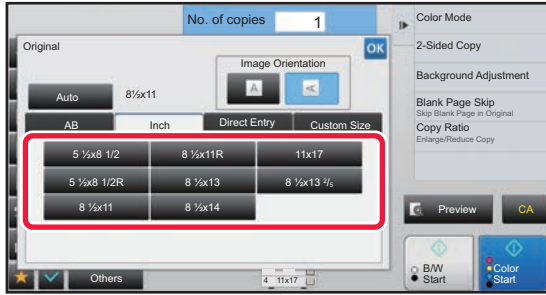 No. of copies 1
Original
OK
Image Orientation
A A
Auto 8½x11
AB Inch Direct Entry Custom Size
5 ½x8 1/2 8 ½x11R 11x17
5 ½x8 1/2R 8 ½x13 8 ½x13 ²/₅
8 ½x11 8 ½x14
Others
4 11x17
Color Mode
2-Sided Copy
Background Adjustment
Blank Page Skip
Skip Blank Page in Original
Copy Ratio
Enlarge/Reduce Copy
Preview CA
B/W
Start
Color
Start